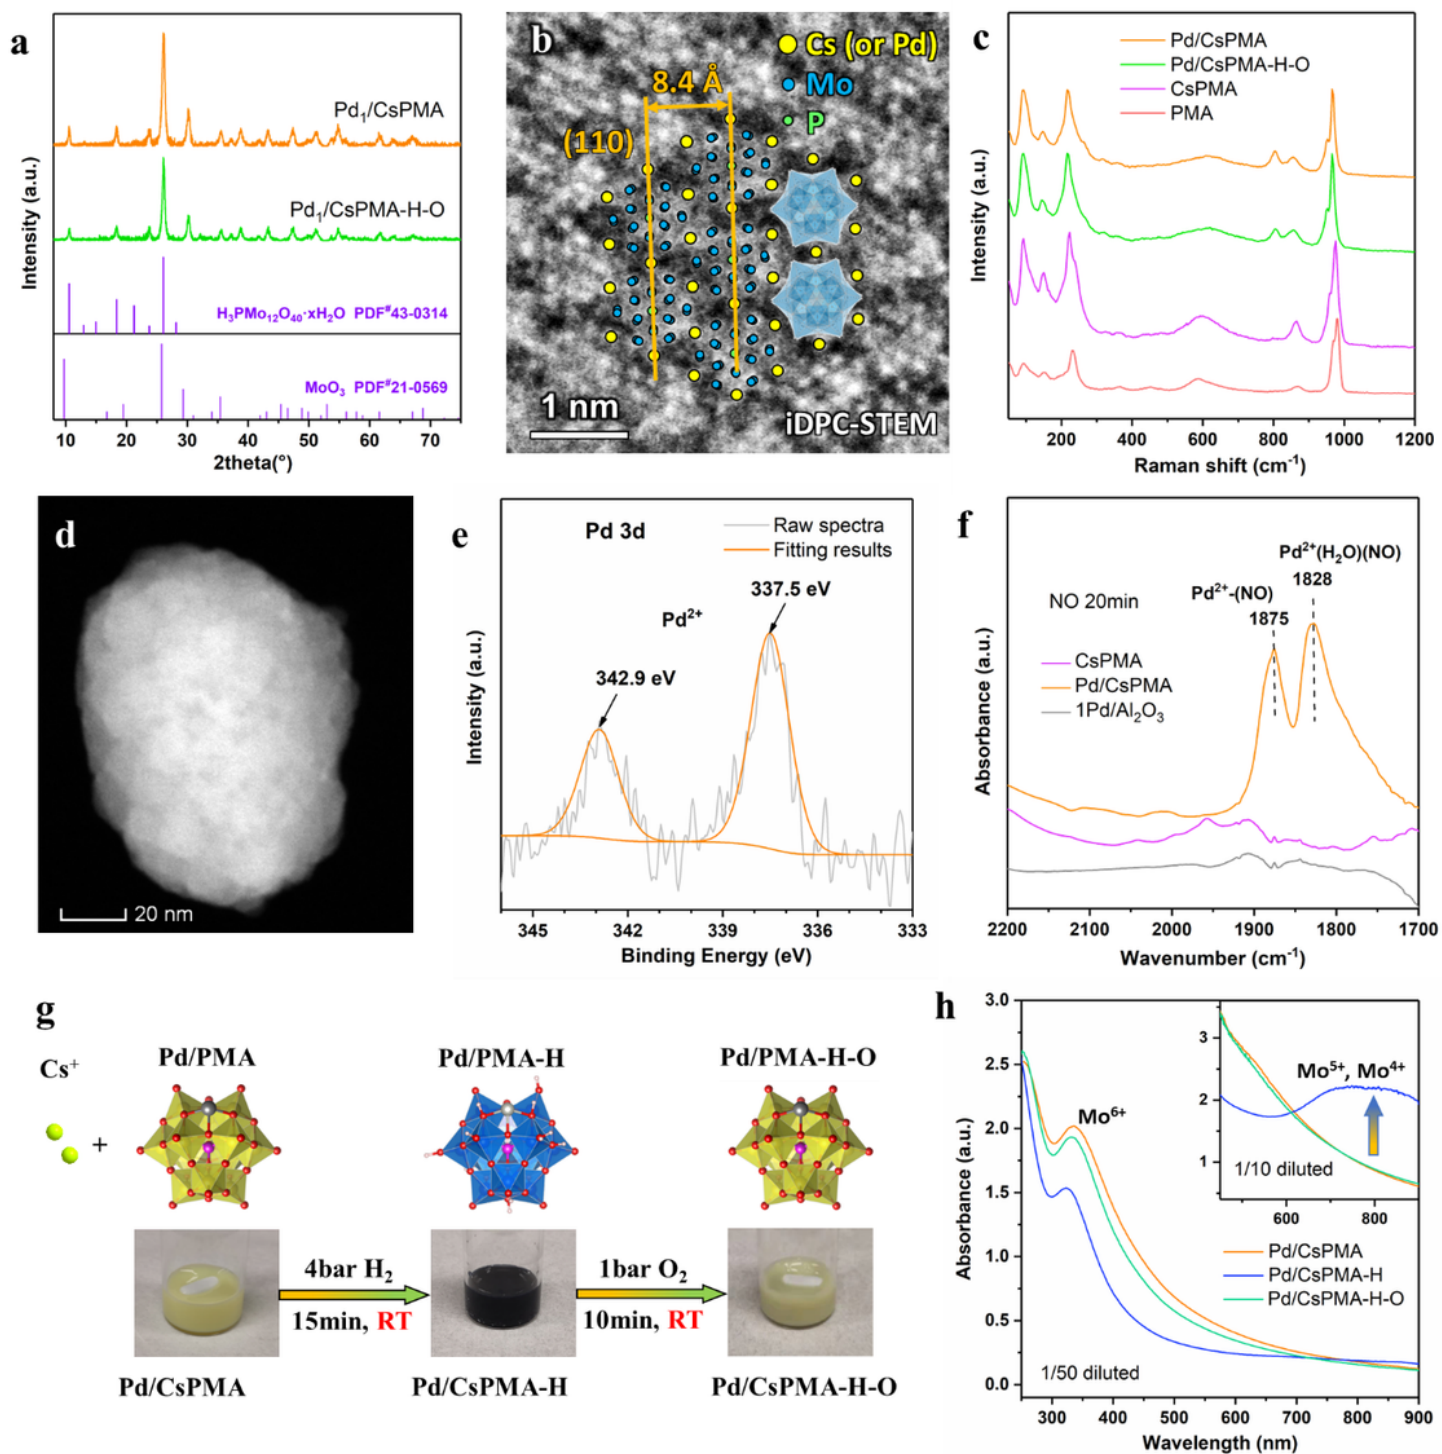 a
Pd₁/CsPMA
Pd₁/CsPMA-H-O
H₃PMo₁₂O₄₀·xH₂O PDF#43-0314
MoO₃ PDF#21-0569
Intensity (a.u.)
10 20 30 40 50 60 70
2theta(°)
b
Cs (or Pd)
Mo
P
8.4 Å
(110)
1 nm
iDPC-STEM
c
Pd/CsPMA
Pd/CsPMA-H-O
CsPMA
PMA
Intensity (a.u.)
200 400 600 800 1000 1200
Raman shift (cm⁻¹)
d
20 nm
e
Pd 3d
Raw spectra
Fitting results
337.5 eV
Pd²⁺
342.9 eV
Intensity (a.u.)
345 342 339 336 333
Binding Energy (eV)
f
Pd²⁺(H₂O)(NO)
1828
Pd²⁺-(NO)
1875
NO 20min
CsPMA
Pd/CsPMA
1Pd/Al₂O₃
Absorbance (a.u.)
2200 2100 2000 1900 1800 1700
Wavenumber (cm⁻¹)
g
Cs⁺
+
Pd/PMA
Pd/PMA-H
Pd/PMA-H-O
4bar H₂
15min, RT
1bar O₂
10min, RT
Pd/CsPMA
Pd/CsPMA-H
Pd/CsPMA-H-O
h
3.0
2.5
2.0
1.5
1.0
0.5
0.0
Absorbance (a.u.)
Mo⁶⁺
3
2
1
Mo⁵⁺, Mo⁴⁺
1/10 diluted
600 800
Pd/CsPMA
Pd/CsPMA-H
Pd/CsPMA-H-O
1/50 diluted
300 400 500 600 700 800 900
Wavelength (nm)